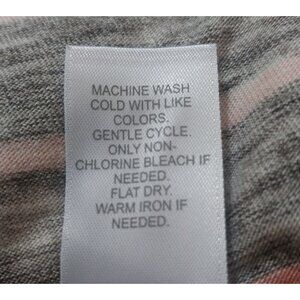 MACHINE WASH
COLD WITH LIKE
COLORS.
GENTLE CYCLE,
ONLY NON-
CHLORINE BLEACH IF
NEEDED.
FLAT DRY.
WARM IRON IF
NEEDED.